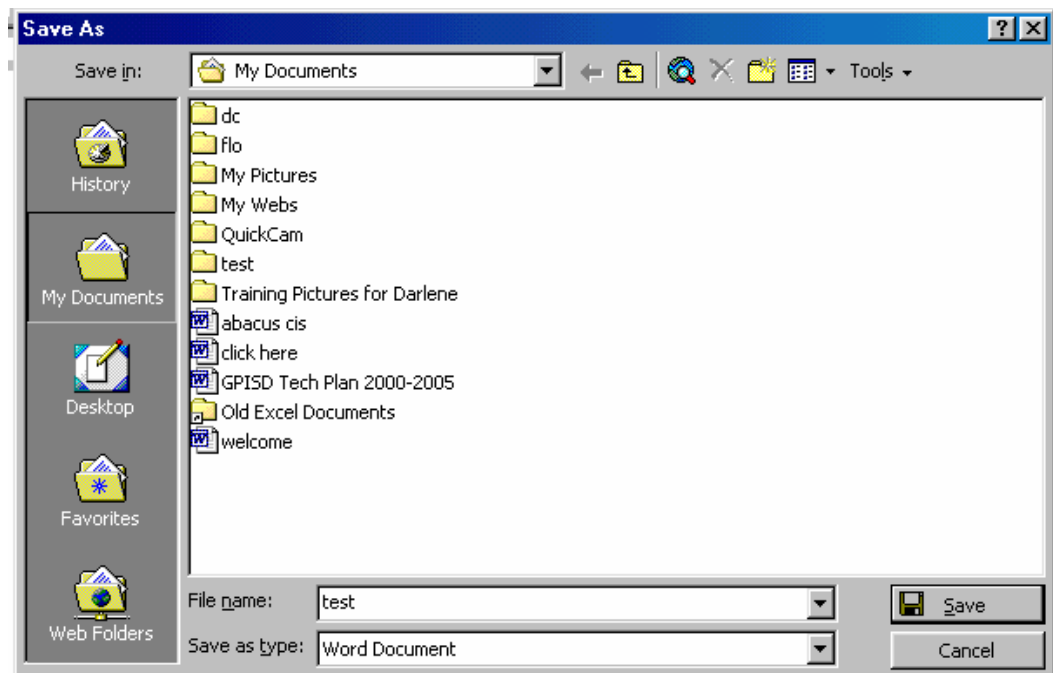 Save As
Save in: My Documents Tools
History
My Documents
Desktop
Favorites
Web Folders
dc
flo
My Pictures
My Webs
QuickCam
test
Training Pictures for Darlene
abacus cis
click here
GPISD Tech Plan 2000-2005
Old Excel Documents
welcome
File name: test Save
Save as type: Word Document Cancel